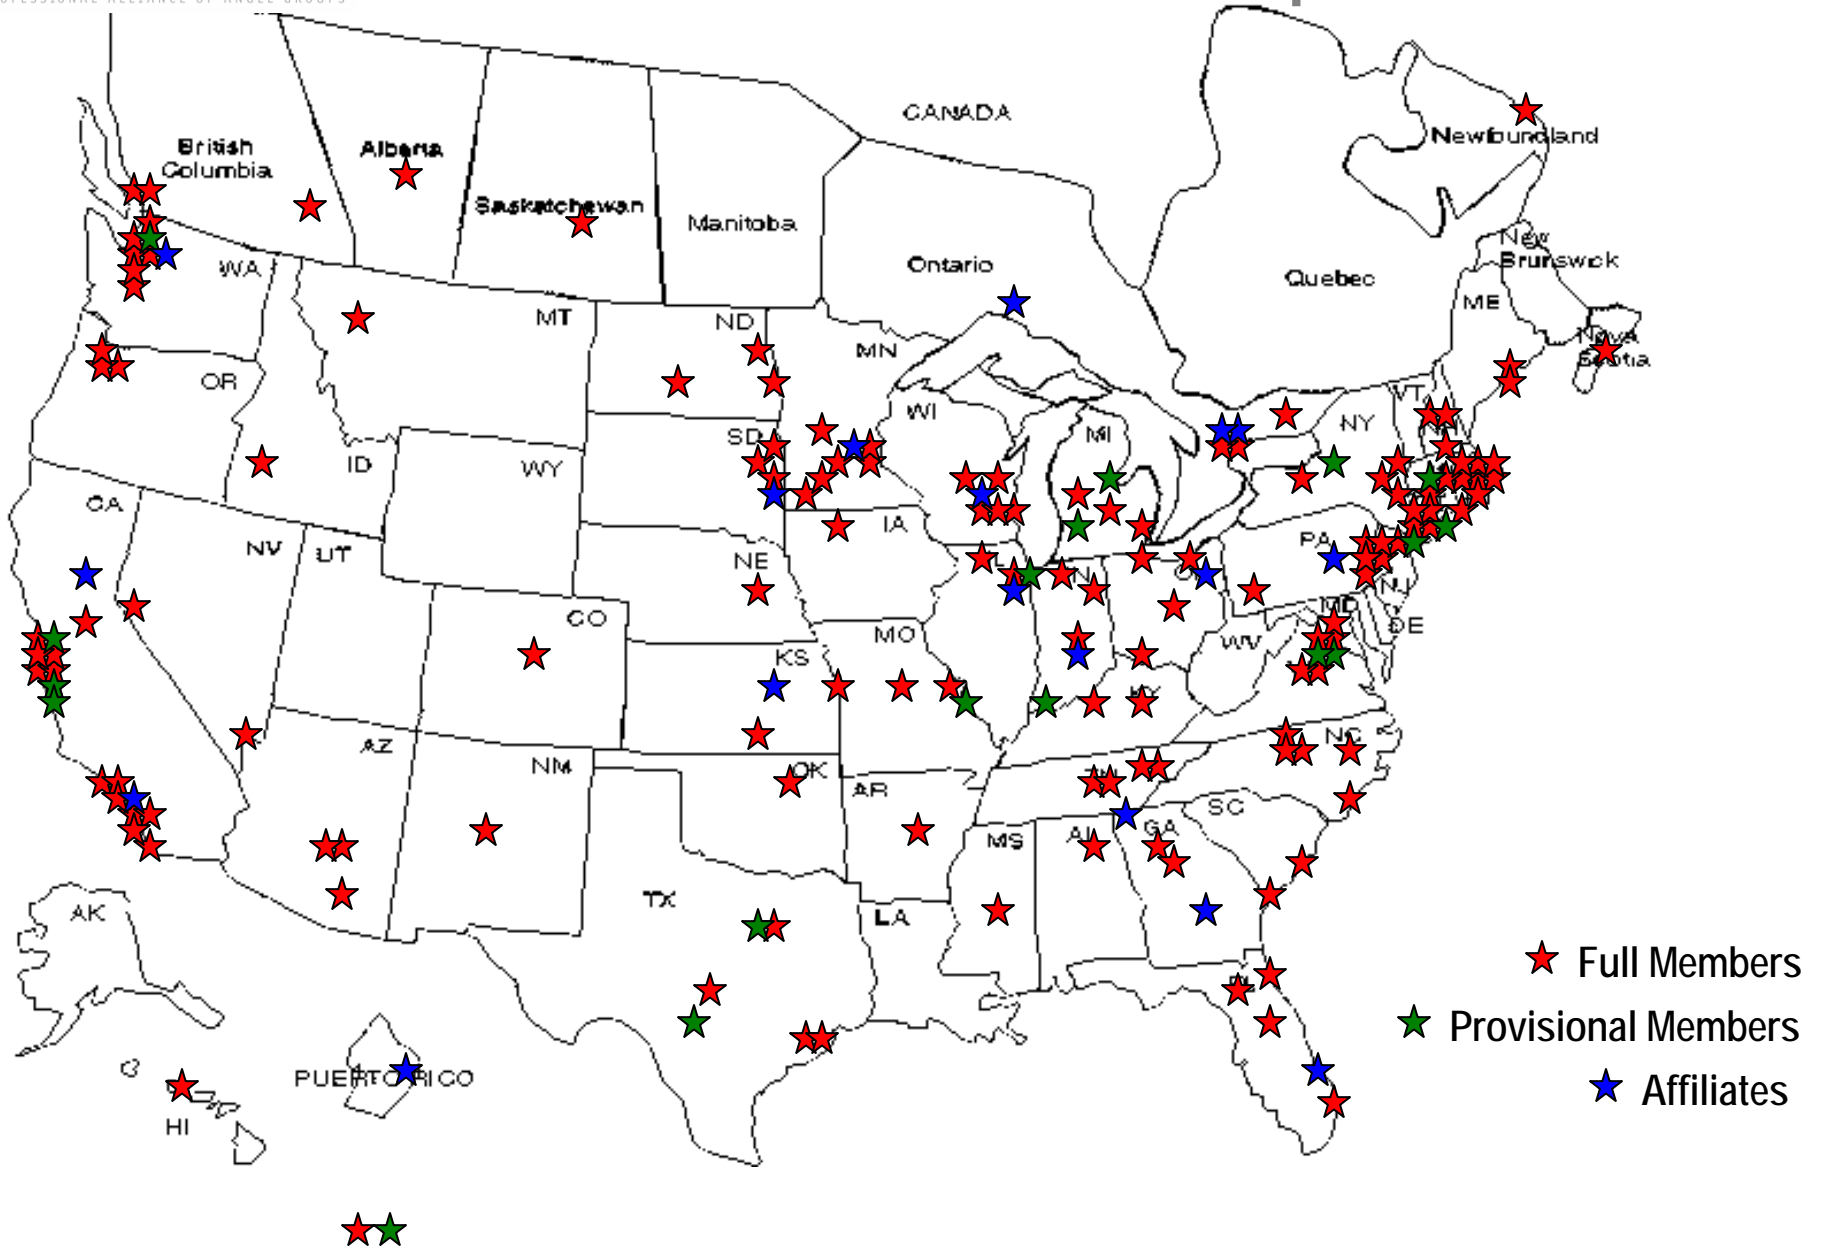 CANADA
British
Columbia
Alberta
Saskatchewan
Manitoba
Ontario
Quebec
Newfoundland
New
Brunswick
Nova
Scotia
WA
MT
ND
MN
ME
OR
ID
WY
SD
WI
MI
NY
VT
CA
NV
UT
NE
IA
PA
NJ
MD
DE
CO
KS
MO
WV
KY
AZ
NM
OK
AR
NC
SC
MS
AL
GA
TX
LA
AK
HI
PUERTO RICO
Full Members
Provisional Members
Affiliates